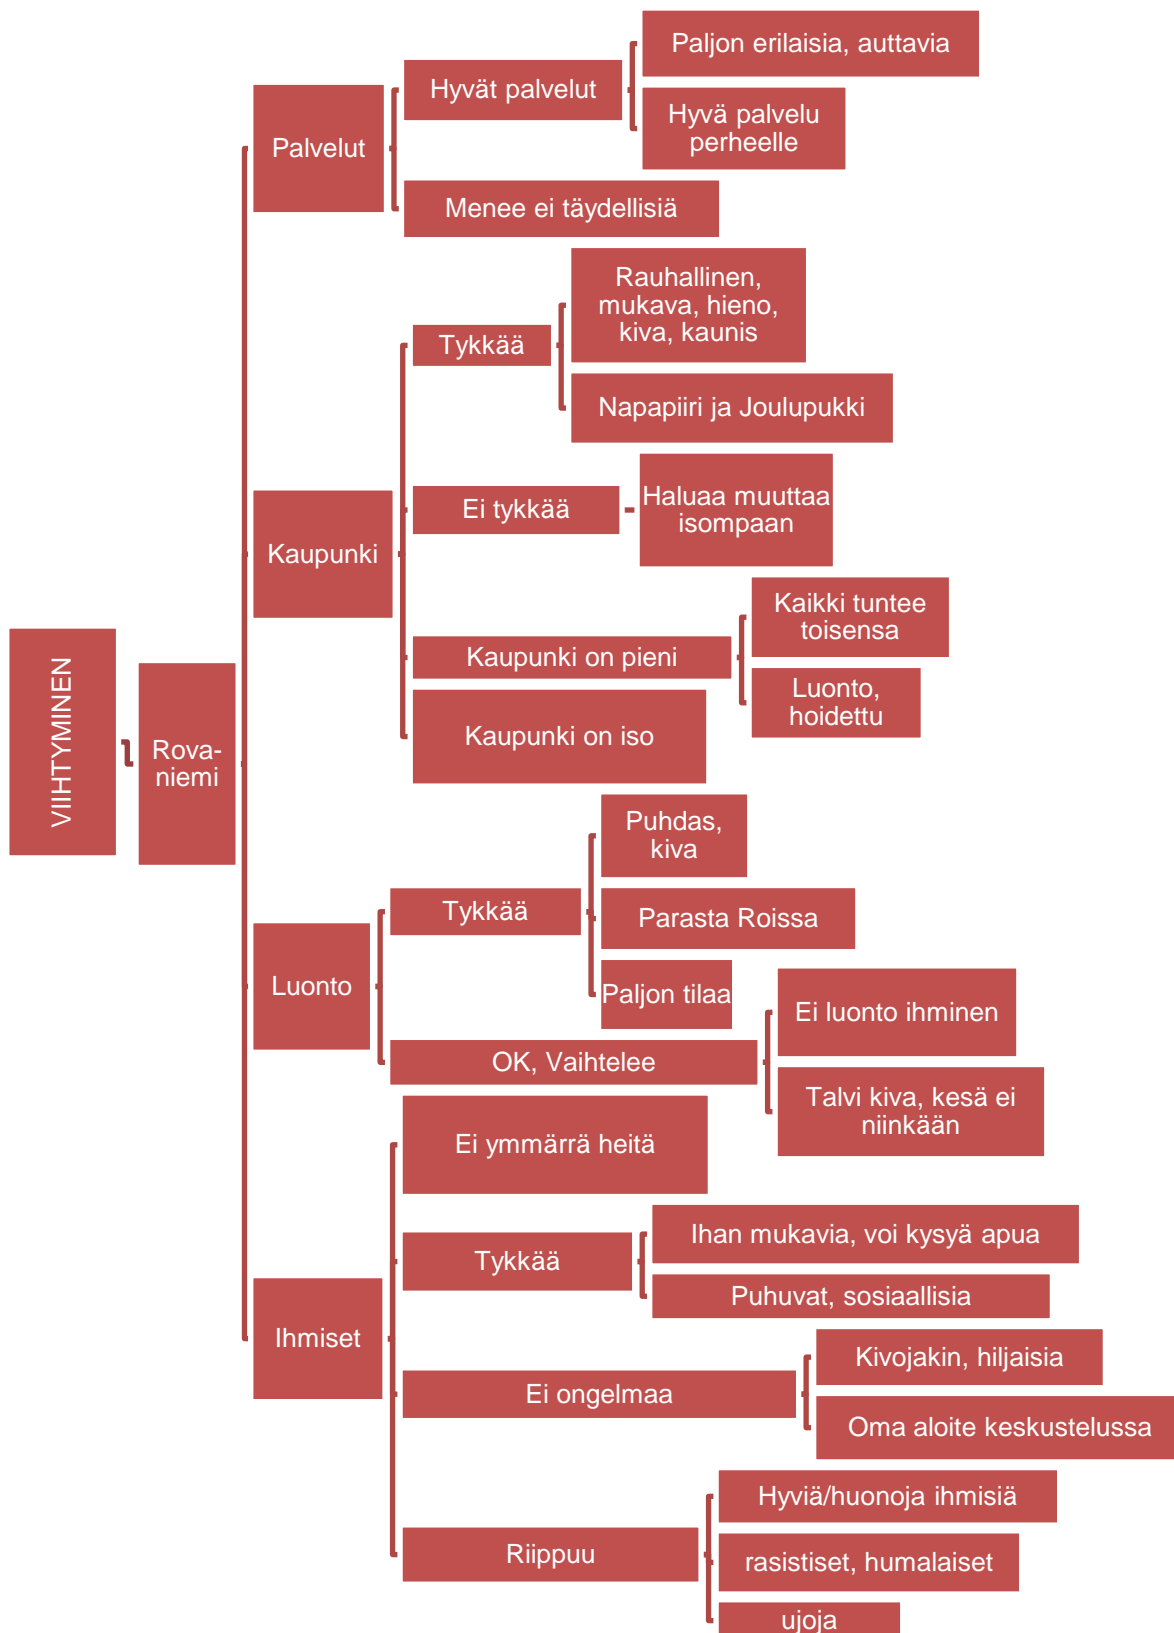 VIIHTYMINEN
Rova-
niemi
Palvelut
Hyvät palvelut
Paljon erilaisia, auttavia
Hyvä palvelu
perheelle
Menee ei täydellisiä
Kaupunki
Tykkää
Rauhallinen,
mukava, hieno,
kiva, kaunis
Napapiiri ja Joulupukki
Ei tykkää
Haluaa muuttaa
isompaan
Kaupunki on pieni
Kaikki tuntee
toisensa
Luonto,
hoidettu
Kaupunki on iso
Luonto
Tykkää
Puhdas,
kiva
Parasta Roissa
Paljon tilaa
OK, Vaihtelee
Ei luonto ihminen
Talvi kiva, kesä ei
niinkään
Ihmiset
Ei ymmärrä heitä
Tykkää
Ihan mukavia, voi kysyä apua
Puhuvat, sosiaallisia
Ei ongelmaa
Kivojakin, hiljaisia
Oma aloite keskustelussa
Riippuu
Hyviä/huonoja ihmisiä
rasistiset, humalaiset
ujoja